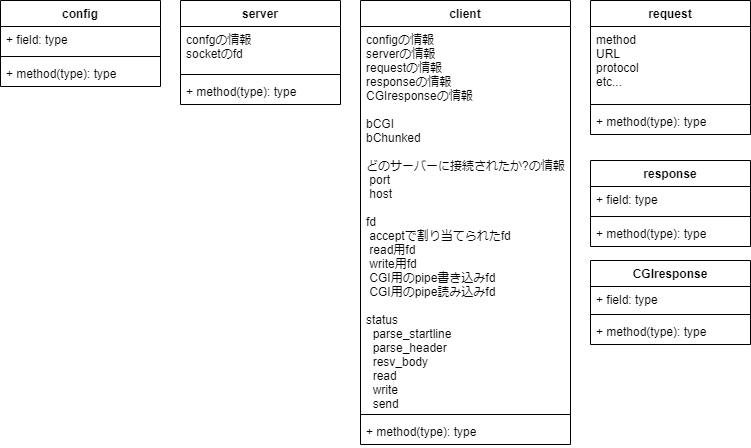 config
+ field: type
+ method(type): type
server
confgの情報
socketのfd
+ method(type): type
client
configの情報
serverの情報
requestの情報
responseの情報
CGIresponseの情報
bCGI
bChunked
どのサーバーに接続されたか?の情報
port
host
fd
acceptで割り当てられたfd
read用fd
write用fd
CGI用のpipe書き込みfd
CGI用のpipe読み込みfd
status
parse_startline
parse_header
resv_body
read
write
send
+ method(type): type
request
method
URL
protocol
etc...
+ method(type): type
response
+ field: type
+ method(type): type
CGIresponse
+ field: type
+ method(type): type